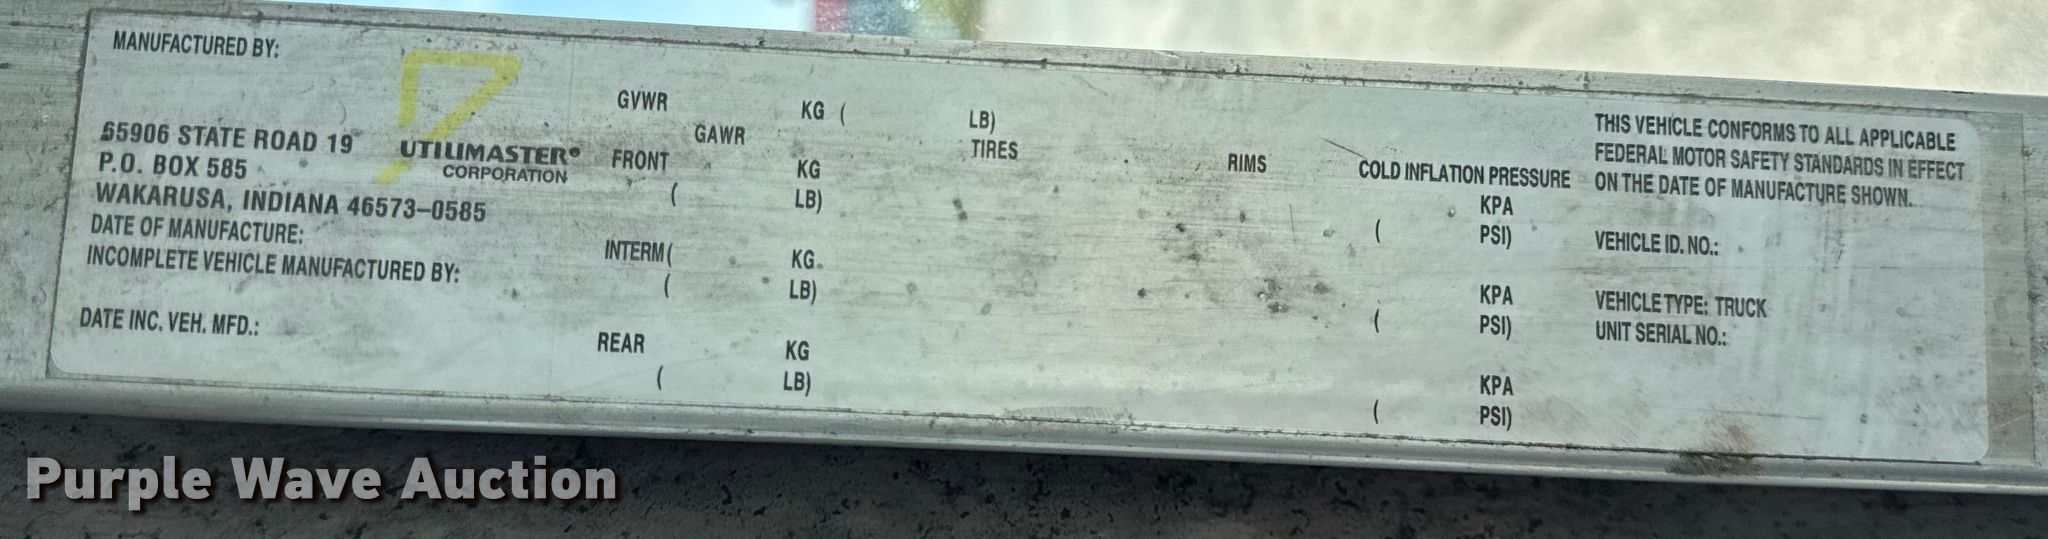 MANUFACTURED BY:
65906 STATE ROAD 19
P.O. BOX 585
WAKARUSA, INDIANA 46573–0585
UTILIMASTER®
CORPORATION
DATE OF MANUFACTURE:
INCOMPLETE VEHICLE MANUFACTURED BY:
DATE INC. VEH. MFD.:
GVWR KG ( LB)
GAWR TIRES RIMS COLD INFLATION PRESSURE
FRONT KG KPA
( LB) ( PSI)
INTERM ( KG KPA
( LB) ( PSI)
REAR KG KPA
( LB) ( PSI)
THIS VEHICLE CONFORMS TO ALL APPLICABLE
FEDERAL MOTOR SAFETY STANDARDS IN EFFECT
ON THE DATE OF MANUFACTURE SHOWN.
VEHICLE ID. NO.:
VEHICLE TYPE: TRUCK
UNIT SERIAL NO.:
Purple Wave Auction